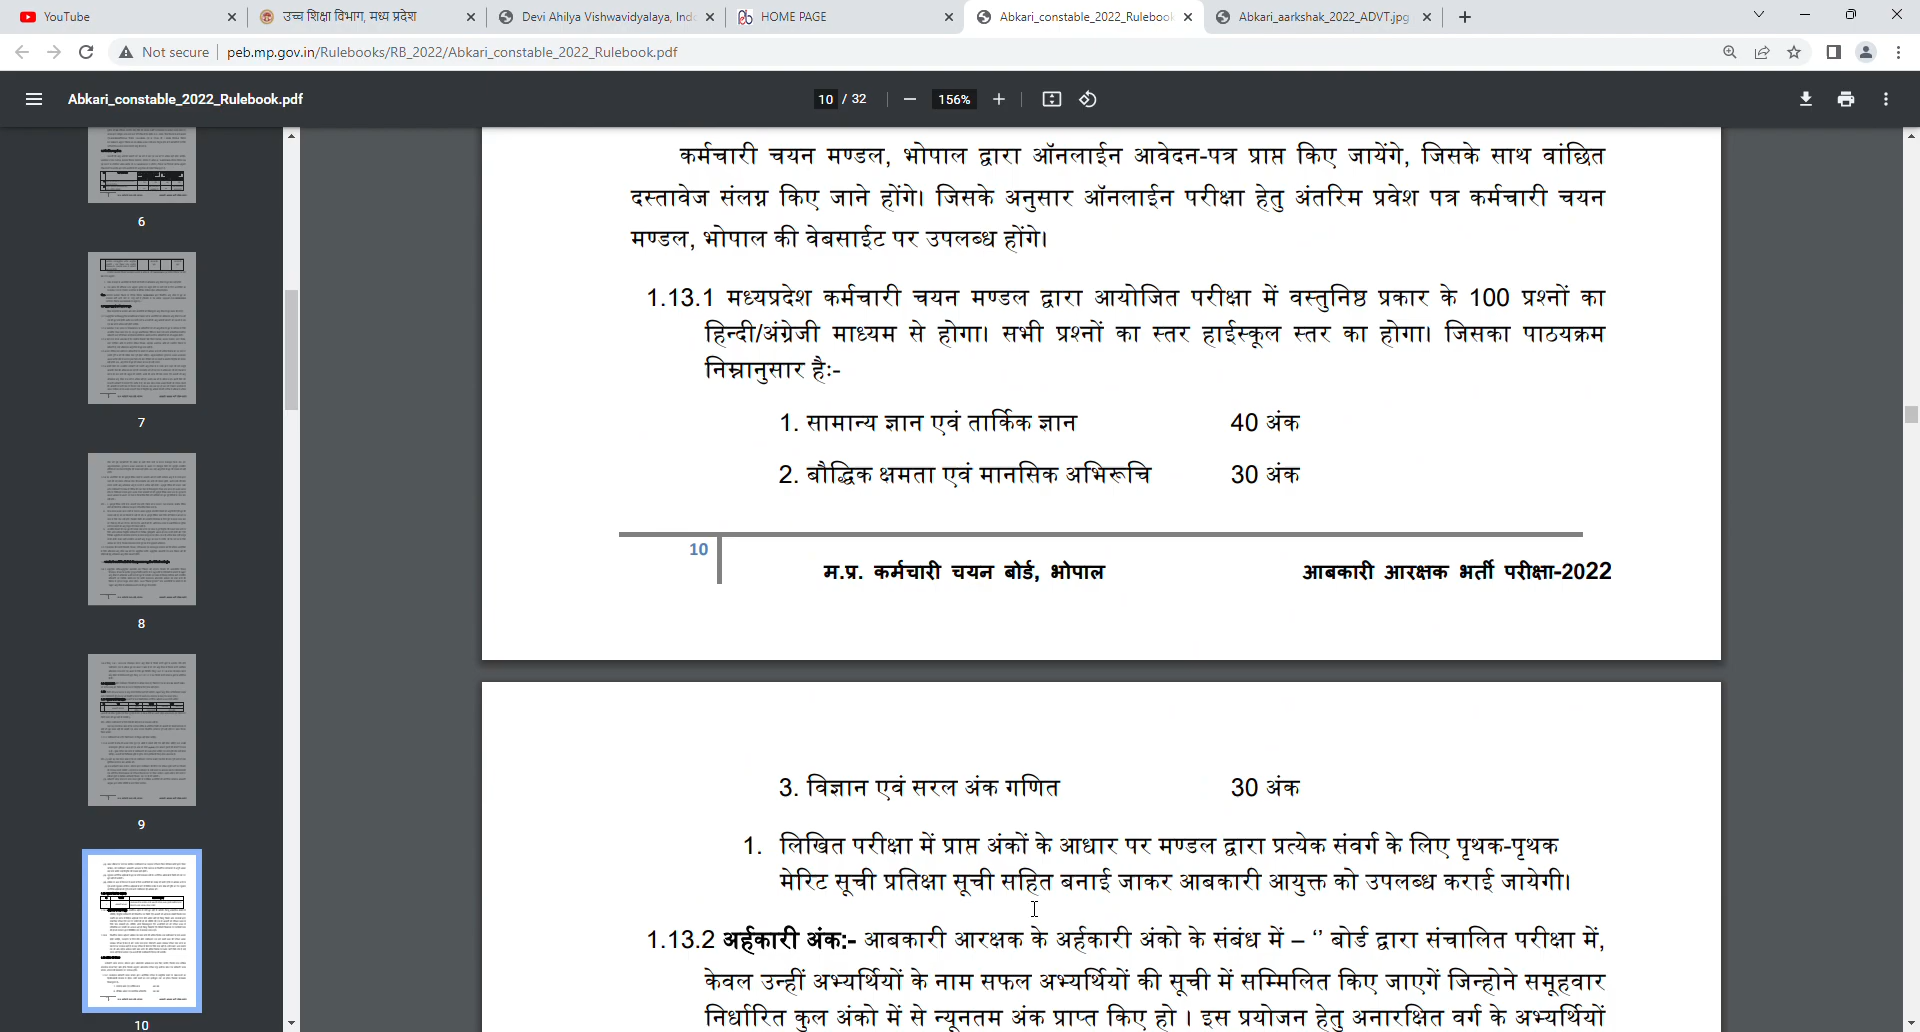 YouTube
उच्च शिक्षा विभाग, मध्य प्रदेश
Devi Ahilya Vishwavidyalaya, Ind
HOME PAGE
Abkari_constable_2022_Rulebook
Abkari_aarkshak_2022_ADVT.jpg
Not secure
peb.mp.gov.in/Rulebooks/RB_2022/Abkari_constable_2022_Rulebook.pdf
Abkari_constable_2022_Rulebook.pdf
10 / 32
156%
6
7
8
9
10
कर्मचारी चयन मण्डल, भोपाल द्वारा ऑनलाईन आवेदन-पत्र प्राप्त किए जायेंगे, जिसके साथ वांछित
दस्तावेज संलग्न किए जाने होंगे। जिसके अनुसार ऑनलाईन परीक्षा हेतु अंतरिम प्रवेश पत्र कर्मचारी चयन
मण्डल, भोपाल की वेबसाईट पर उपलब्ध होंगे।
1.13.1 मध्यप्रदेश कर्मचारी चयन मण्डल द्वारा आयोजित परीक्षा में वस्तुनिष्ठ प्रकार के 100 प्रश्नों का
हिन्दी/अंग्रेजी माध्यम से होगा। सभी प्रश्नों का स्तर हाईस्कूल स्तर का होगा। जिसका पाठयक्रम
निम्नानुसार है:-
1. सामान्य ज्ञान एवं तार्किक ज्ञान 40 अंक
2. बौद्धिक क्षमता एवं मानसिक अभिरूचि 30 अंक
10
म.प्र. कर्मचारी चयन बोर्ड, भोपाल आबकारी आरक्षक भर्ती परीक्षा-2022
3. विज्ञान एवं सरल अंक गणित 30 अंक
1. लिखित परीक्षा में प्राप्त अंकों के आधार पर मण्डल द्वारा प्रत्येक संवर्ग के लिए पृथक-पृथक
मेरिट सूची प्रतिक्षा सूची सहित बनाई जाकर आबकारी आयुक्त को उपलब्ध कराई जायेगी।
1.13.2 अर्हकारी अंक:- आबकारी आरक्षक के अर्हकारी अंको के संबंध में – '' बोर्ड द्वारा संचालित परीक्षा में,
केवल उन्हीं अभ्यर्थियों के नाम सफल अभ्यर्थियों की सूची में सम्मिलित किए जाएगें जिन्होने समूहवार
निर्धारित कुल अंको में से न्यूनतम अंक प्राप्त किए हो । इस प्रयोजन हेतु अनारक्षित वर्ग के अभ्यर्थियों